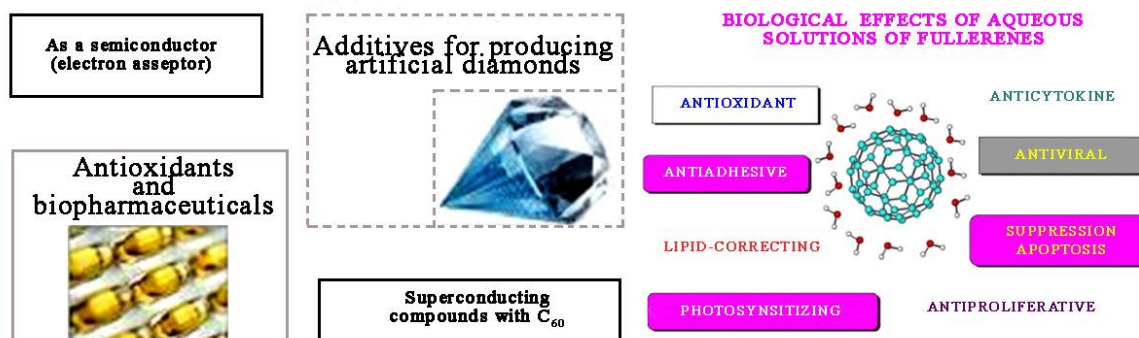 As a semiconductor
(electron asseptor)
Antioxidants
and
biopharmaceuticals
Additives for producing
artificial diamonds
Superconducting
compounds with C₆₀
BIOLOGICAL EFFECTS OF AQUEOUS
SOLUTIONS OF FULLERENES
ANTIOXIDANT
ANTICYTOKINE
ANTIADHESIVE
ANTIVIRAL
LIPID-CORRECTING
SUPPRESSION
APOPTOSIS
PHOTOSYNSITIZING
ANTIPROLIFERATIVE